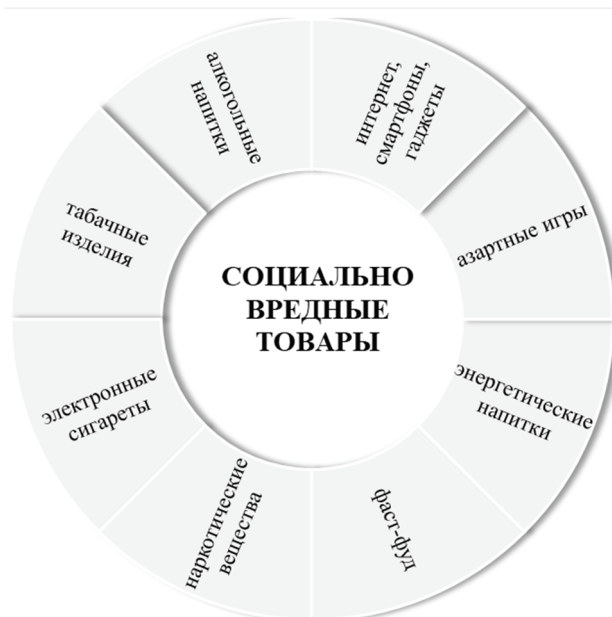 СОЦИАЛЬНО
ВРЕДНЫЕ
ТОВАРЫ
интернет,
смартфоны,
гаджеты
азартные игры
энергетические
напитки
фаст-фуд
наркотические
вещества
электронные
сигареты
табачные
изделия
алкогольные
напитки